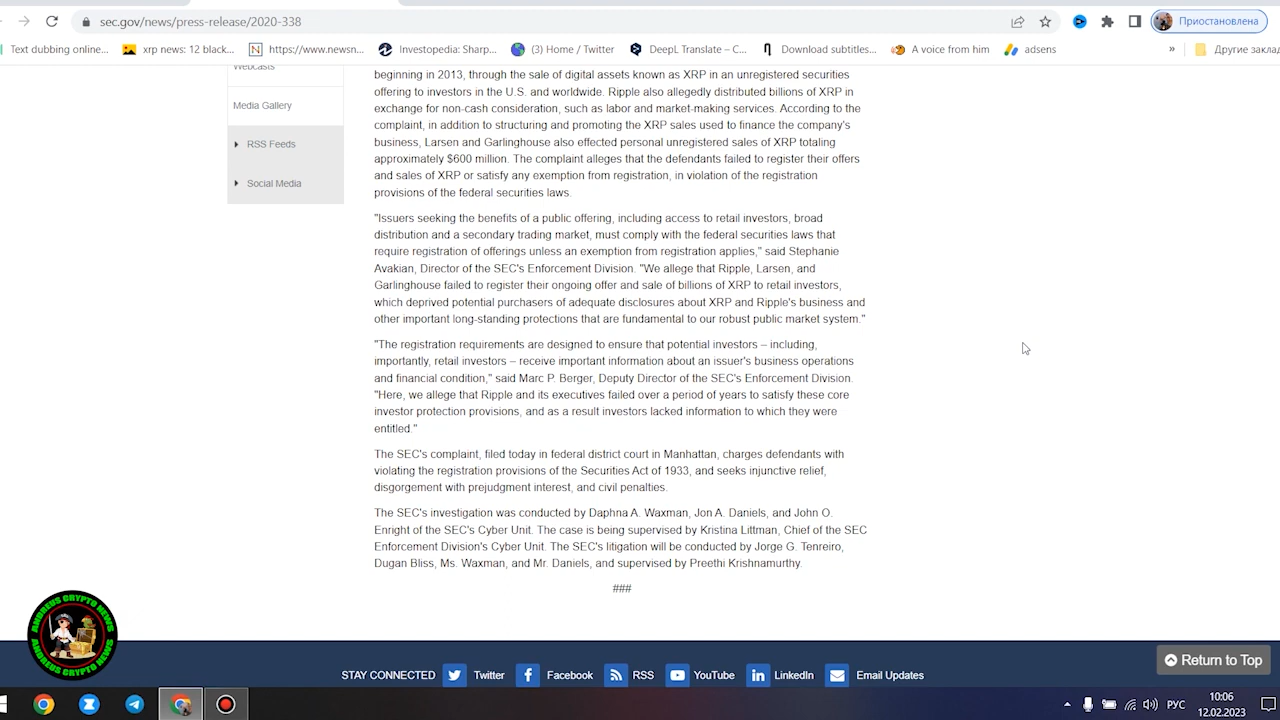 sec.gov/news/press-release/2020-338
Приостановлена
Text dubbing online...
xrp news: 12 black...
https://www.newsn...
Investopedia: Sharp...
(3) Home / Twitter
DeepL Translate – C...
Download subtitles...
A voice from him
adsens
»
Другие заклад
Webcasts
Media Gallery
RSS Feeds
Social Media
beginning in 2013, through the sale of digital assets known as XRP in an unregistered securities
offering to investors in the U.S. and worldwide. Ripple also allegedly distributed billions of XRP in
exchange for non-cash consideration, such as labor and market-making services. According to the
complaint, in addition to structuring and promoting the XRP sales used to finance the company's
business, Larsen and Garlinghouse also effected personal unregistered sales of XRP totaling
approximately $600 million. The complaint alleges that the defendants failed to register their offers
and sales of XRP or satisfy any exemption from registration, in violation of the registration
provisions of the federal securities laws.
"Issuers seeking the benefits of a public offering, including access to retail investors, broad
distribution and a secondary trading market, must comply with the federal securities laws that
require registration of offerings unless an exemption from registration applies," said Stephanie
Avakian, Director of the SEC's Enforcement Division. "We allege that Ripple, Larsen, and
Garlinghouse failed to register their ongoing offer and sale of billions of XRP to retail investors,
which deprived potential purchasers of adequate disclosures about XRP and Ripple's business and
other important long-standing protections that are fundamental to our robust public market system."
"The registration requirements are designed to ensure that potential investors – including,
importantly, retail investors – receive important information about an issuer's business operations
and financial condition," said Marc P. Berger, Deputy Director of the SEC's Enforcement Division.
"Here, we allege that Ripple and its executives failed over a period of years to satisfy these core
investor protection provisions, and as a result investors lacked information to which they were
entitled."
The SEC's complaint, filed today in federal district court in Manhattan, charges defendants with
violating the registration provisions of the Securities Act of 1933, and seeks injunctive relief,
disgorgement with prejudgment interest, and civil penalties.
The SEC's investigation was conducted by Daphna A. Waxman, Jon A. Daniels, and John O.
Enright of the SEC's Cyber Unit. The case is being supervised by Kristina Littman, Chief of the SEC
Enforcement Division's Cyber Unit. The SEC's litigation will be conducted by Jorge G. Tenreiro,
Dugan Bliss, Ms. Waxman, and Mr. Daniels, and supervised by Preethi Krishnamurthy.
###
ANDREUS CRYPTO NEWS
ANDREUS CRYPTO NEWS
Return to Top
STAY CONNECTED
Twitter
Facebook
RSS
YouTube
LinkedIn
Email Updates
РУС
10:06
12.02.2023